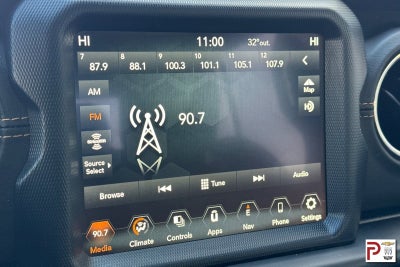 HI 11:00 32°out. HI
7 8 9 10 11 12
87.9 88.1 100.3 101.1 105.1 107.9
AM
Map
FM
90.7
Source
Select
Browse Tune Audio
90.7
E
Media Climate Controls Apps Nav Phone Settings
P